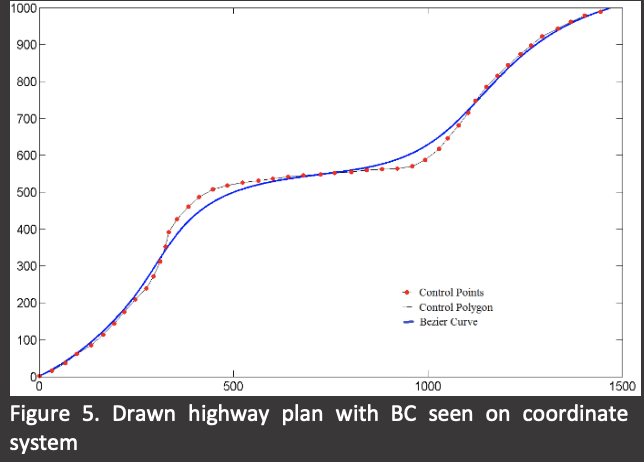 1000
900
800
700
600
500
400
300
200
100
0
0 500 1000 1500
Control Points
Control Polygon
Bezier Curve
Figure 5. Drawn highway plan with BC seen on coordinate
system